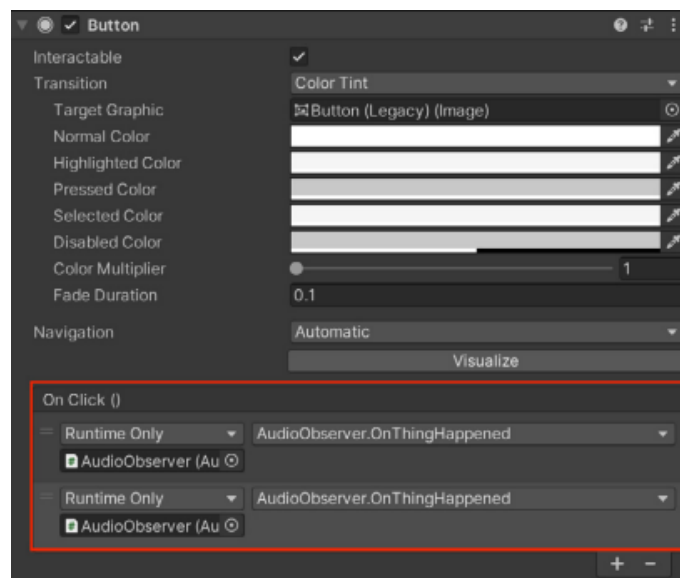 Button
Interactable
Transition Color Tint
Target Graphic Button (Legacy) (Image)
Normal Color
Highlighted Color
Pressed Color
Selected Color
Disabled Color
Color Multiplier 1
Fade Duration 0.1
Navigation Automatic
Visualize
On Click ()
Runtime Only AudioObserver.OnThingHappened
AudioObserver (Au
Runtime Only AudioObserver.OnThingHappened
AudioObserver (Au